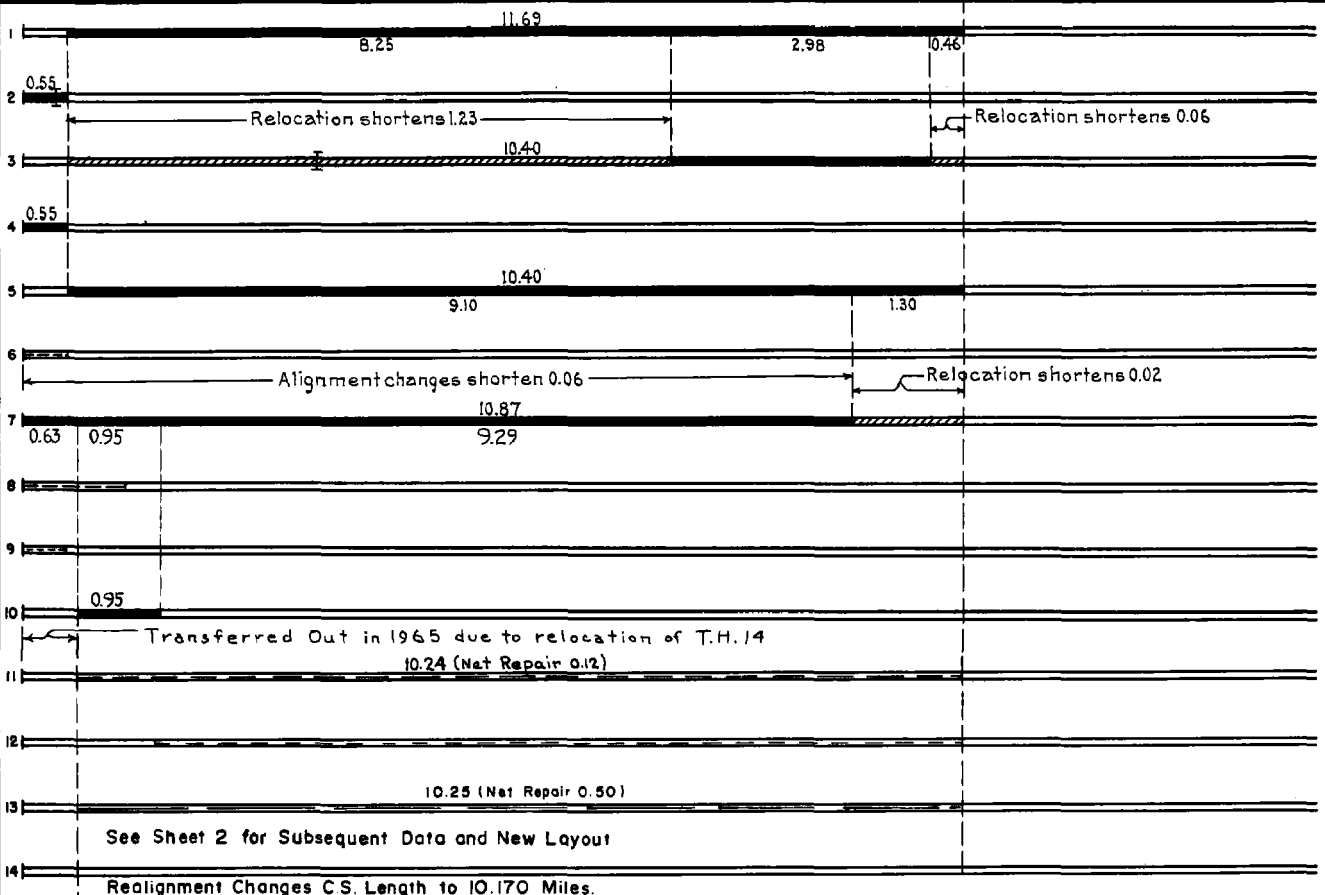 11.69
1
8.25 2.98 0.46
0.55
2
Relocation shortens 1.23 Relocation shortens 0.06
3 10.40
0.55
4
10.40
5
9.10 1.30
6
Alignment changes shorten 0.06 Relocation shortens 0.02
10.87
7
0.63 0.95 9.29
8
9
0.95
10
Transferred Out in 1965 due to relocation of T.H. 14
10.24 (Net Repair 0.12)
11
12
10.25 (Net Repair 0.50)
13
See Sheet 2 for Subsequent Data and New Layout
14
Realignment Changes C.S. Length to 10.170 Miles.